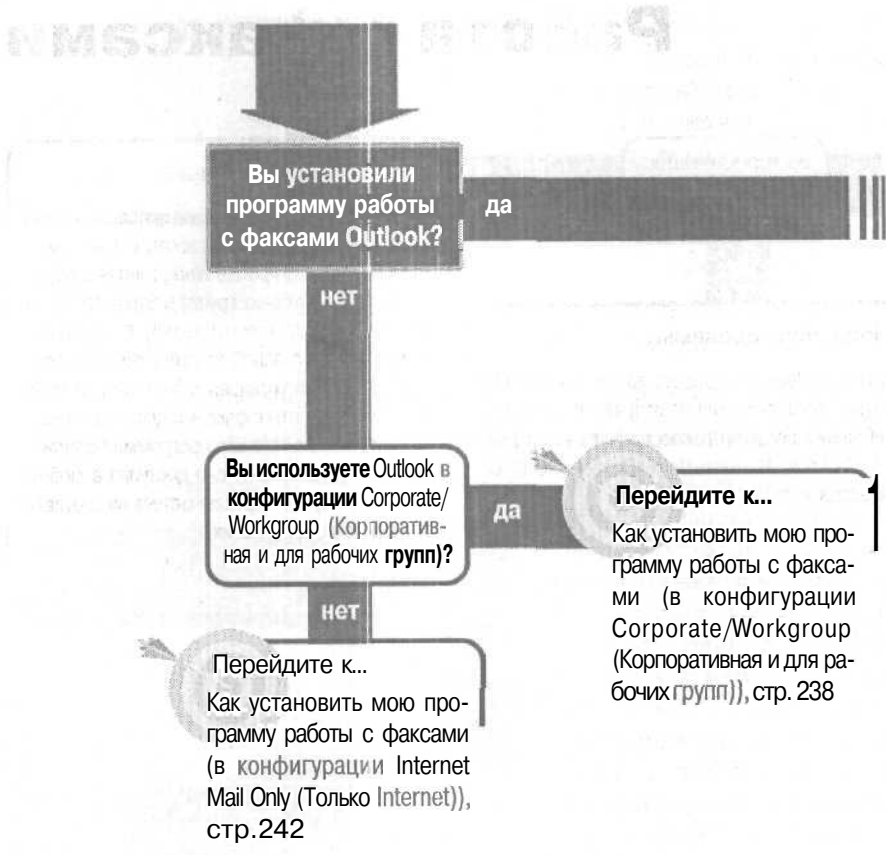 Вы установили
программу работы
с факсами Outlook?
да
нет
Вы используете Outlook в
конфигурации Corporate/
Workgroup (Корпоратив-
ная и для рабочих групп)?
да
Перейдите к...
Как установить мою про-
грамму работы с факса-
ми (в конфигурации
Corporate/Workgroup
(Корпоративная и для ра-
бочих групп)), стр. 238
нет
Перейдите к...
Как установить мою про-
грамму работы с факсами
(в конфигурации Internet
Mail Only (Только Internet)),
стр.242